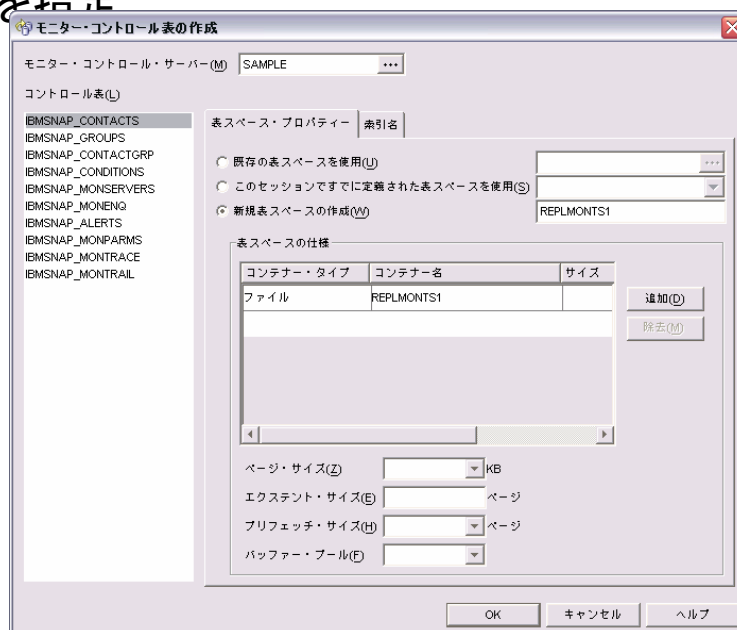 を指定
モニター・コントロール表の作成
モニター・コントロール・サーバー(M) SAMPLE ...
コントロール表(L)
IBMSNAP_CONTACTS
IBMSNAP_GROUPS
IBMSNAP_CONTACTGRP
IBMSNAP_CONDITIONS
IBMSNAP_MONSERVERS
IBMSNAP_MONENQ
IBMSNAP_ALERTS
IBMSNAP_MONPARMS
IBMSNAP_MONTRACE
IBMSNAP_MONTRAIL
表スペース・プロパティー 索引名
既存の表スペースを使用(U) ...
このセッションですでに定義された表スペースを使用(S)
新規表スペースの作成(W) REPLMONTS1
表スペースの仕様
コンテナー・タイプ コンテナー名 サイズ
ファイル REPLMONTS1
追加(D)
除去(M)
ページ・サイズ(Z) KB
エクステント・サイズ(E) ページ
プリフェッチ・サイズ(H) ページ
バッファー・プール(F)
OK キャンセル ヘルプ